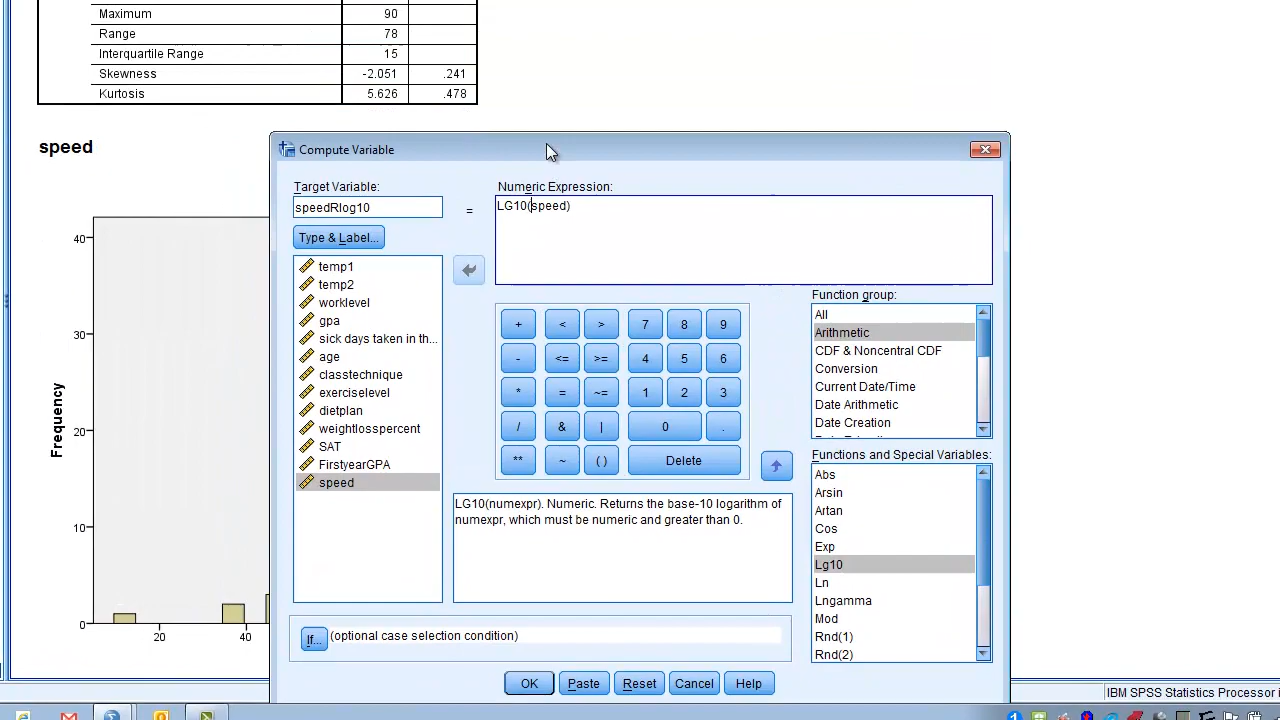 Maximum 90
Range 78
Interquartile Range 15
Skewness -2.051 .241
Kurtosis 5.626 .478
speed
Compute Variable
Target Variable:
Numeric Expression:
speedRlog10
=
LG10(speed)
Type & Label...
temp1
temp2
worklevel
gpa
sick days taken in th...
age
classtechnique
exerciselevel
dietplan
weightlosspercent
SAT
FirstyearGPA
speed
+ < > 7 8 9
- <= >= 4 5 6
* = ~= 1 2 3
/ & | 0 .
** ~ ( ) Delete
Function group:
All
Arithmetic
CDF & Noncentral CDF
Conversion
Current Date/Time
Date Arithmetic
Date Creation
Functions and Special Variables:
Abs
Arsin
Artan
Cos
Exp
Lg10
Ln
Lngamma
Mod
Rnd(1)
Rnd(2)
LG10(numexpr). Numeric. Returns the base-10 logarithm of
numexpr, which must be numeric and greater than 0.
If... (optional case selection condition)
OK Paste Reset Cancel Help
Frequency
40
30
20
10
0
20 40
IBM SPSS Statistics Processor i